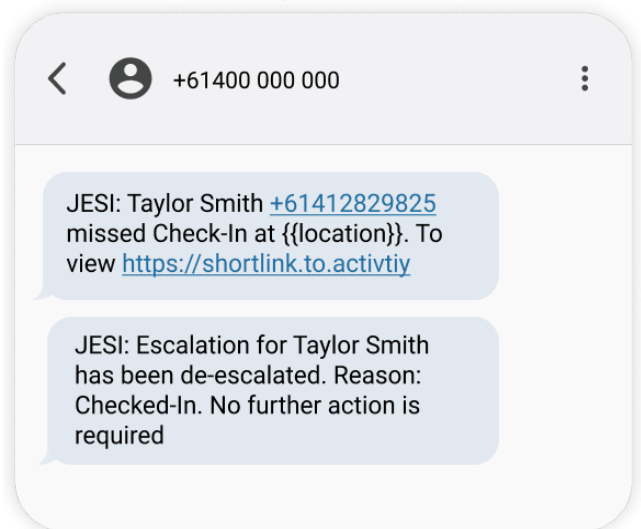 +61400 000 000
JESI: Taylor Smith +61412829825
missed Check-In at {{location}}. To
view https://shortlink.to.activtiy
JESI: Escalation for Taylor Smith
has been de-escalated. Reason:
Checked-In. No further action is
required